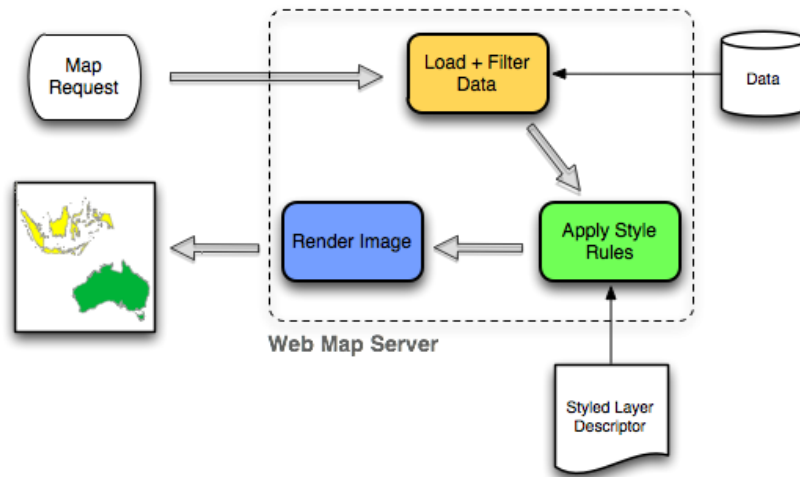 Map
Request
Load + Filter
Data
Data
Render Image
Apply Style
Rules
Web Map Server
Styled Layer
Descriptor